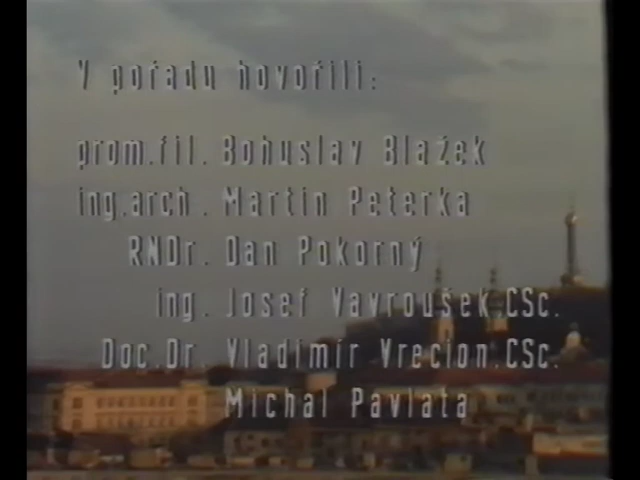 V pořadu hovořili:
prom.fil. Bohuslav Blažek
ing.arch. Martin Peterka
RNDr. Dan Pokorný
ing. Josef Vavroušek,CSc.
Doc.Dr. Vladimír Vrecion,CSc.
Michal Pavlata